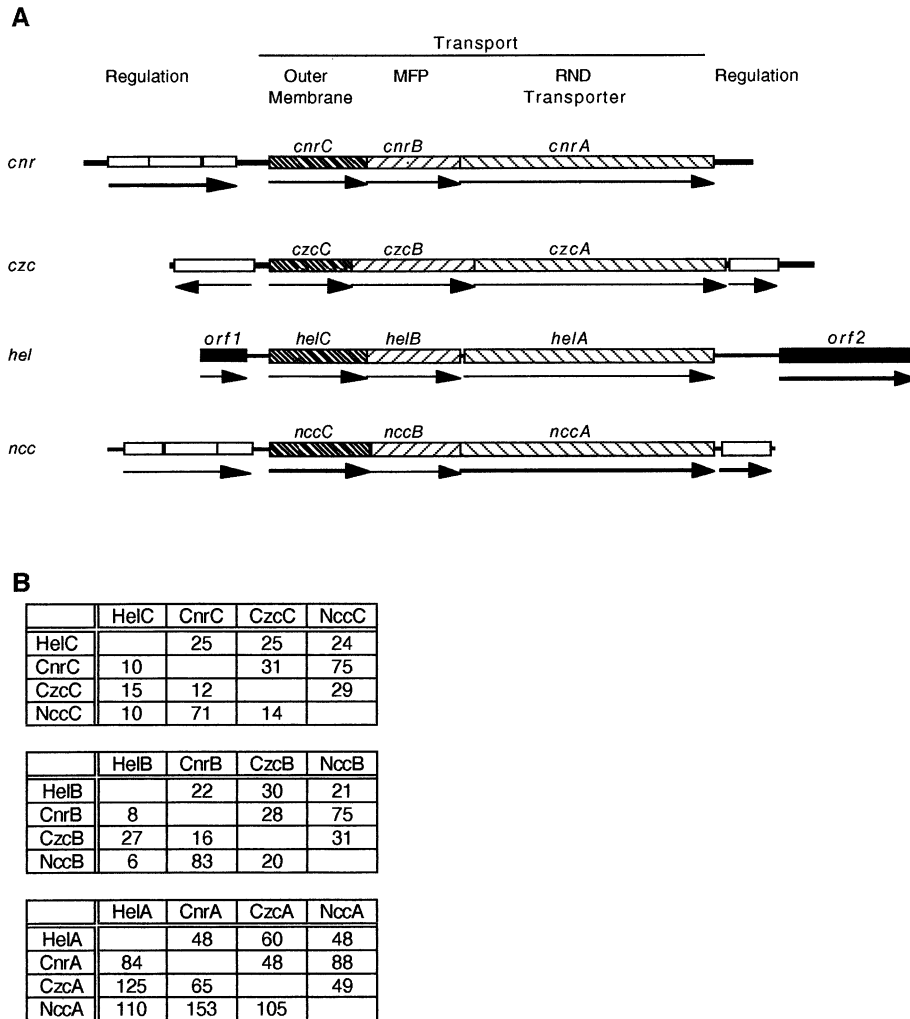 A
Transport
Regulation Outer Membrane MFP RND Transporter Regulation
cnr cnrC cnrB cnrA
czc czcC czcB czcA
hel orf1 helC helB helA orf2
ncc nccC nccB nccA
B
HelC CnrC CzcC NccC
HelC 25 25 24
CnrC 10 31 75
CzcC 15 12 29
NccC 10 71 14
HelB CnrB CzcB NccB
HelB 22 30 21
CnrB 8 28 75
CzcB 27 16 31
NccB 6 83 20
HelA CnrA CzcA NccA
HelA 48 60 48
CnrA 84 48 88
CzcA 125 65 49
NccA 110 153 105